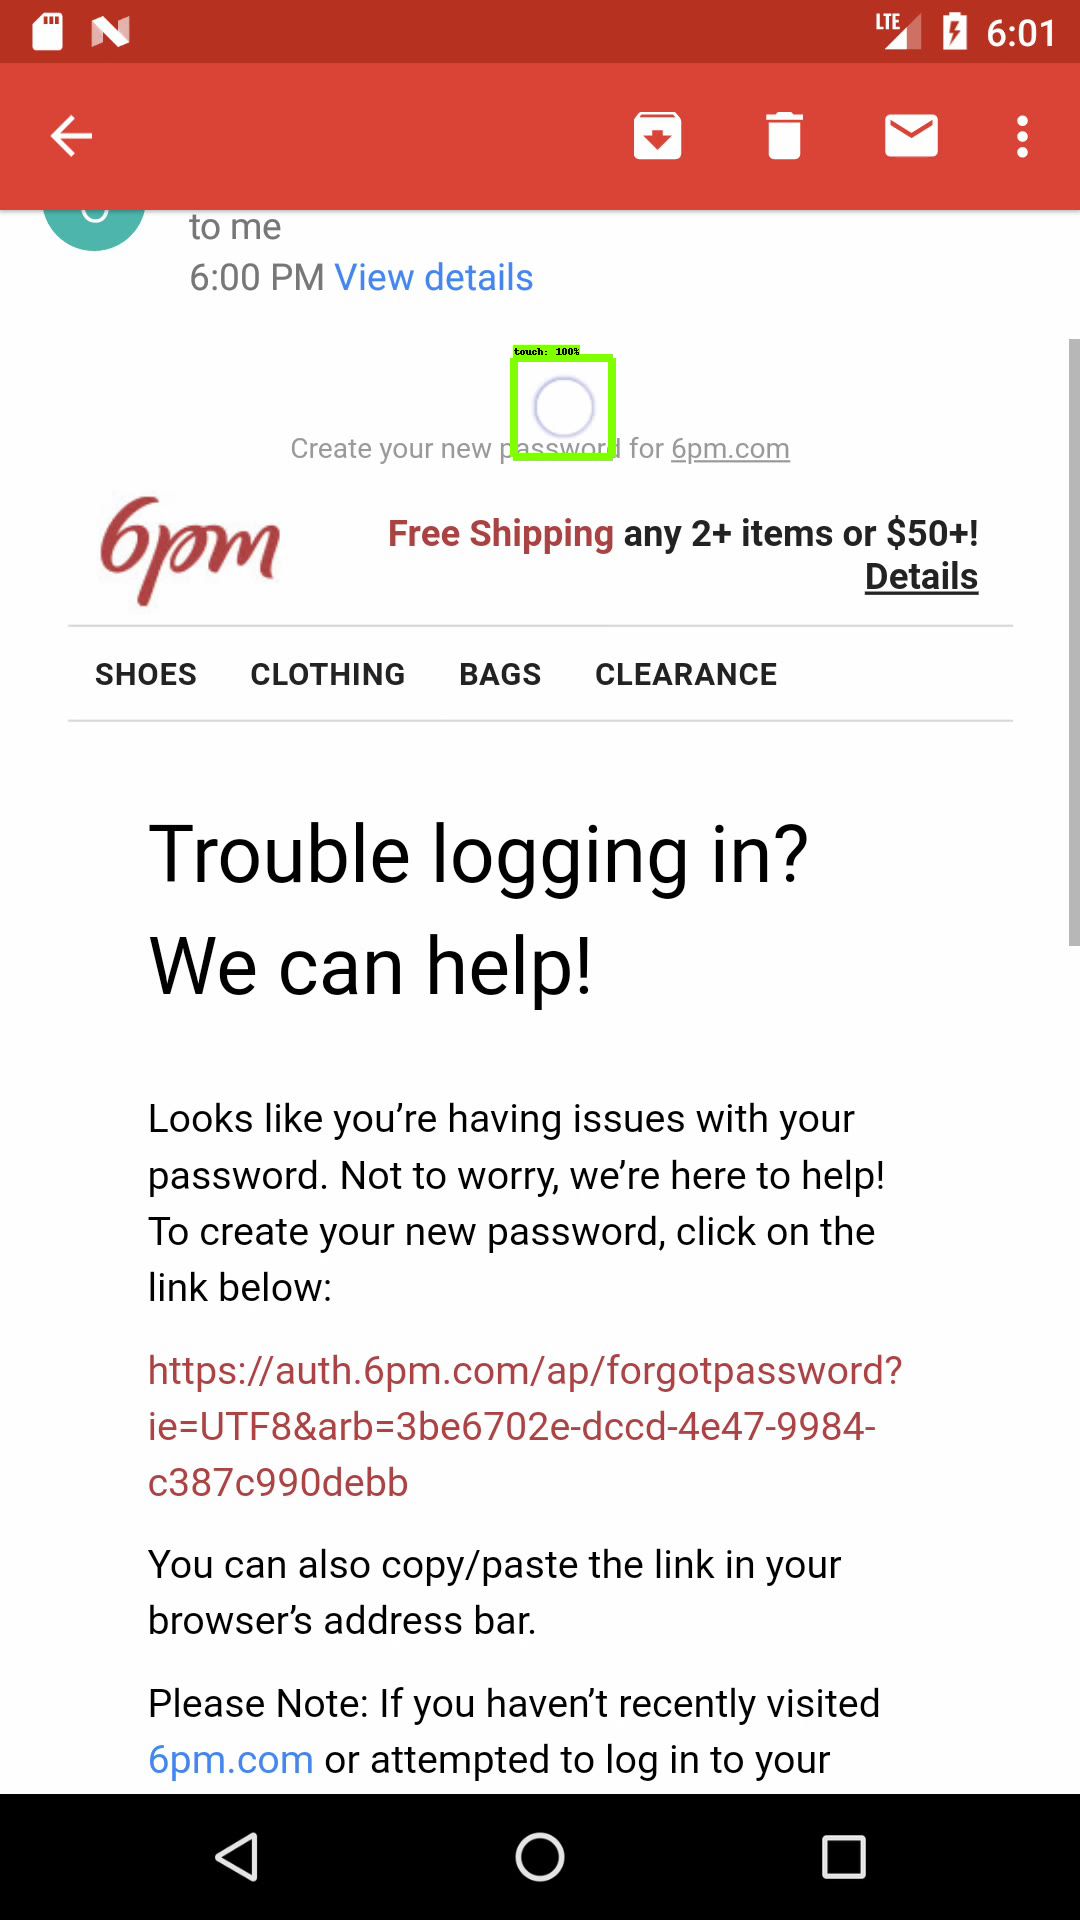 LTE 6:01
to me
6:00 PM View details
touch: 100%
Create your new password for 6pm.com
6pm
Free Shipping any 2+ items or $50+!
Details
SHOES CLOTHING BAGS CLEARANCE
Trouble logging in?
We can help!
Looks like you’re having issues with your
password. Not to worry, we’re here to help!
To create your new password, click on the
link below:
https://auth.6pm.com/ap/forgotpassword?
ie=UTF8&arb=3be6702e-dccd-4e47-9984-
c387c990debb
You can also copy/paste the link in your
browser’s address bar.
Please Note: If you haven’t recently visited
6pm.com or attempted to log in to your